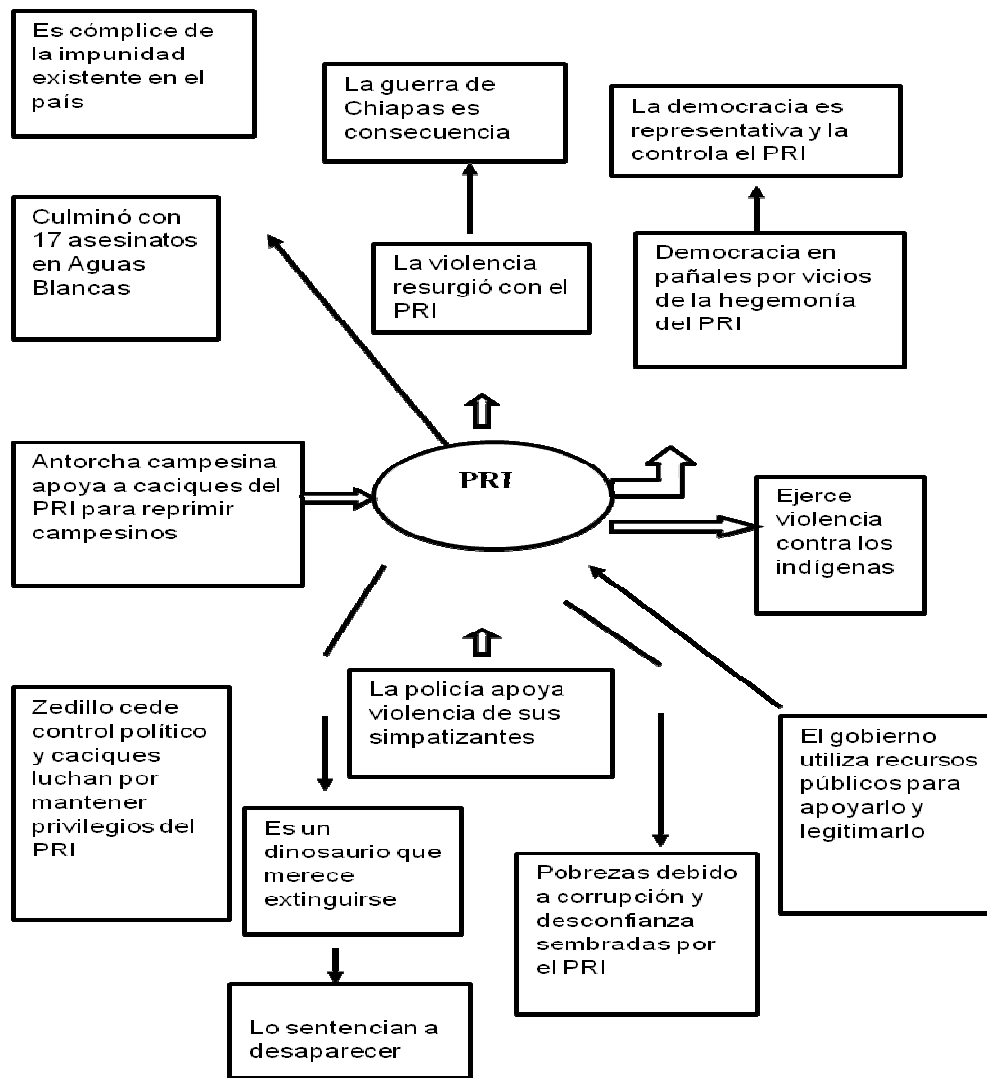 Es cómplice de
la impunidad
existente en el
país
La guerra de
Chiapas es
consecuencia
La democracia es
representativa y la
controla el PRI
Culminó con
17 asesinatos
en Aguas
Blancas
La violencia
resurgió con el
PRI
Democracia en
pañales por vicios
de la hegemonía
del PRI
Antorcha campesina
apoya a caciques del
PRI para reprimir
campesinos
PRI
Ejerce
violencia
contra los
indígenas
Zedillo cede
control político
y caciques
luchan por
mantener
privilegios del
PRI
La policía apoya
violencia de sus
simpatizantes
El gobierno
utiliza recursos
públicos para
apoyarlo y
legitimarlo
Es un
dinosaurio que
merece
extinguirse
Pobrezas debido
a corrupción y
desconfianza
sembradas por
el PRI
Lo sentencian a
desaparecer